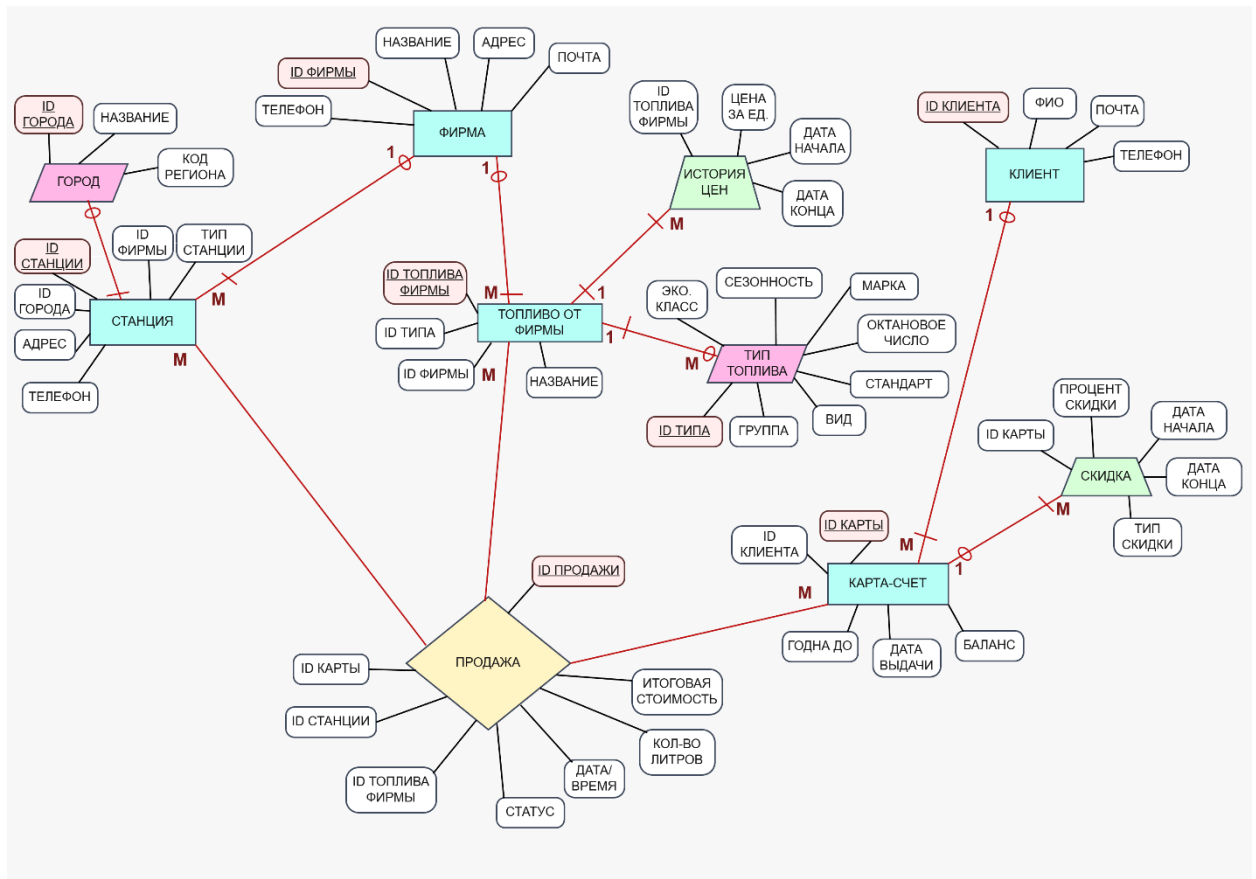 НАЗВАНИЕ
АДРЕС
ПОЧТА
ID ФИРМЫ
ТЕЛЕФОН
ФИРМА
1
1
ID
ГОРОДА
НАЗВАНИЕ
КОД
РЕГИОНА
ГОРОД
ID
ТОПЛИВА
ФИРМЫ
ЦЕНА
ЗА ЕД.
ДАТА
НАЧАЛА
ДАТА
КОНЦА
ИСТОРИЯ
ЦЕН
M
ID КЛИЕНТА
ФИО
ПОЧТА
ТЕЛЕФОН
КЛИЕНТ
1
ID
СТАНЦИИ
ID
ФИРМЫ
ТИП
СТАНЦИИ
ID
ГОРОДА
АДРЕС
ТЕЛЕФОН
СТАНЦИЯ
M
M
ID ТОПЛИВА
ФИРМЫ
ID ТИПА
ID ФИРМЫ
НАЗВАНИЕ
ТОПЛИВО ОТ
ФИРМЫ
M
1
1
M
ЭКО.
КЛАСС
СЕЗОННОСТЬ
МАРКА
ОКТАНОВОЕ
ЧИСЛО
СТАНДАРТ
ВИД
ГРУППА
ID ТИПА
ТИП
ТОПЛИВА
M
ПРОЦЕНТ
СКИДКИ
ДАТА
НАЧАЛА
ID КАРТЫ
ДАТА
КОНЦА
ТИП
СКИДКИ
СКИДКА
M
ID
КЛИЕНТА
ID КАРТЫ
M
1
M
КАРТА-СЧЕТ
ГОДНА ДО
ДАТА
ВЫДАЧИ
БАЛАНС
ID ПРОДАЖИ
ПРОДАЖА
ID КАРТЫ
ID СТАНЦИИ
ID ТОПЛИВА
ФИРМЫ
СТАТУС
ДАТА/
ВРЕМЯ
КОЛ-ВО
ЛИТРОВ
ИТОГОВАЯ
СТОИМОСТЬ